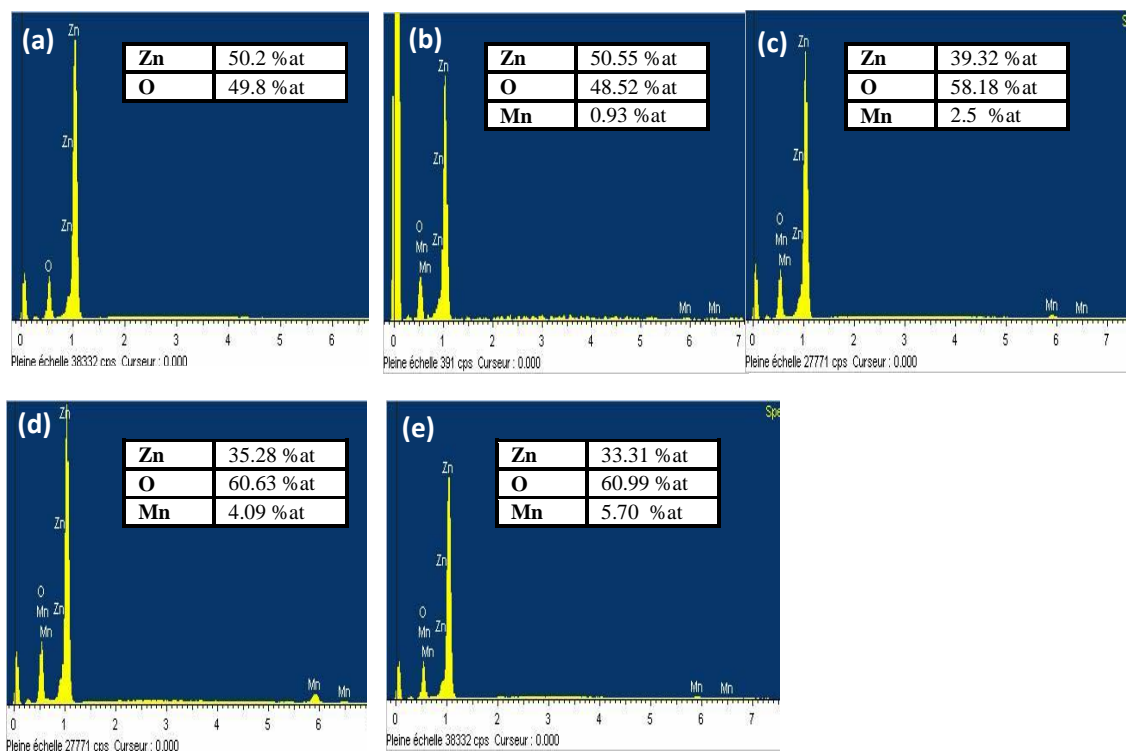 (a)
Zn 50.2 %at
O 49.8 %at
Zn
Zn
Zn
O
0 1 2 3 4 5 6
Pleine échelle 38332 cps Curseur : 0.000
(b)
Zn 50.55 %at
O 48.52 %at
Mn 0.93 %at
Zn
Zn
O
Mn Zn
Mn
Mn Mn
0 1 2 3 4 5 6 7
Pleine échelle 391 cps Curseur : 0.000
S
(c)
Zn 39.32 %at
O 58.18 %at
Mn 2.5 %at
Zn
Zn
O
Mn Zn
Mn
Mn Mn
0 1 2 3 4 5 6 7
Pleine échelle 27771 cps Curseur : 0.000
(d)
Zn 35.28 %at
O 60.63 %at
Mn 4.09 %at
Zn
Zn
O
Mn Zn
Mn
Mn Mn
0 1 2 3 4 5 6
Pleine échelle 27771 cps Curseur : 0.000
Spe
(e)
Zn 33.31 %at
O 60.99 %at
Mn 5.70 %at
Zn
Zn
O
Mn Zn
Mn
Mn Mn
0 1 2 3 4 5 6 7
Pleine échelle 38332 cps Curseur : 0.000